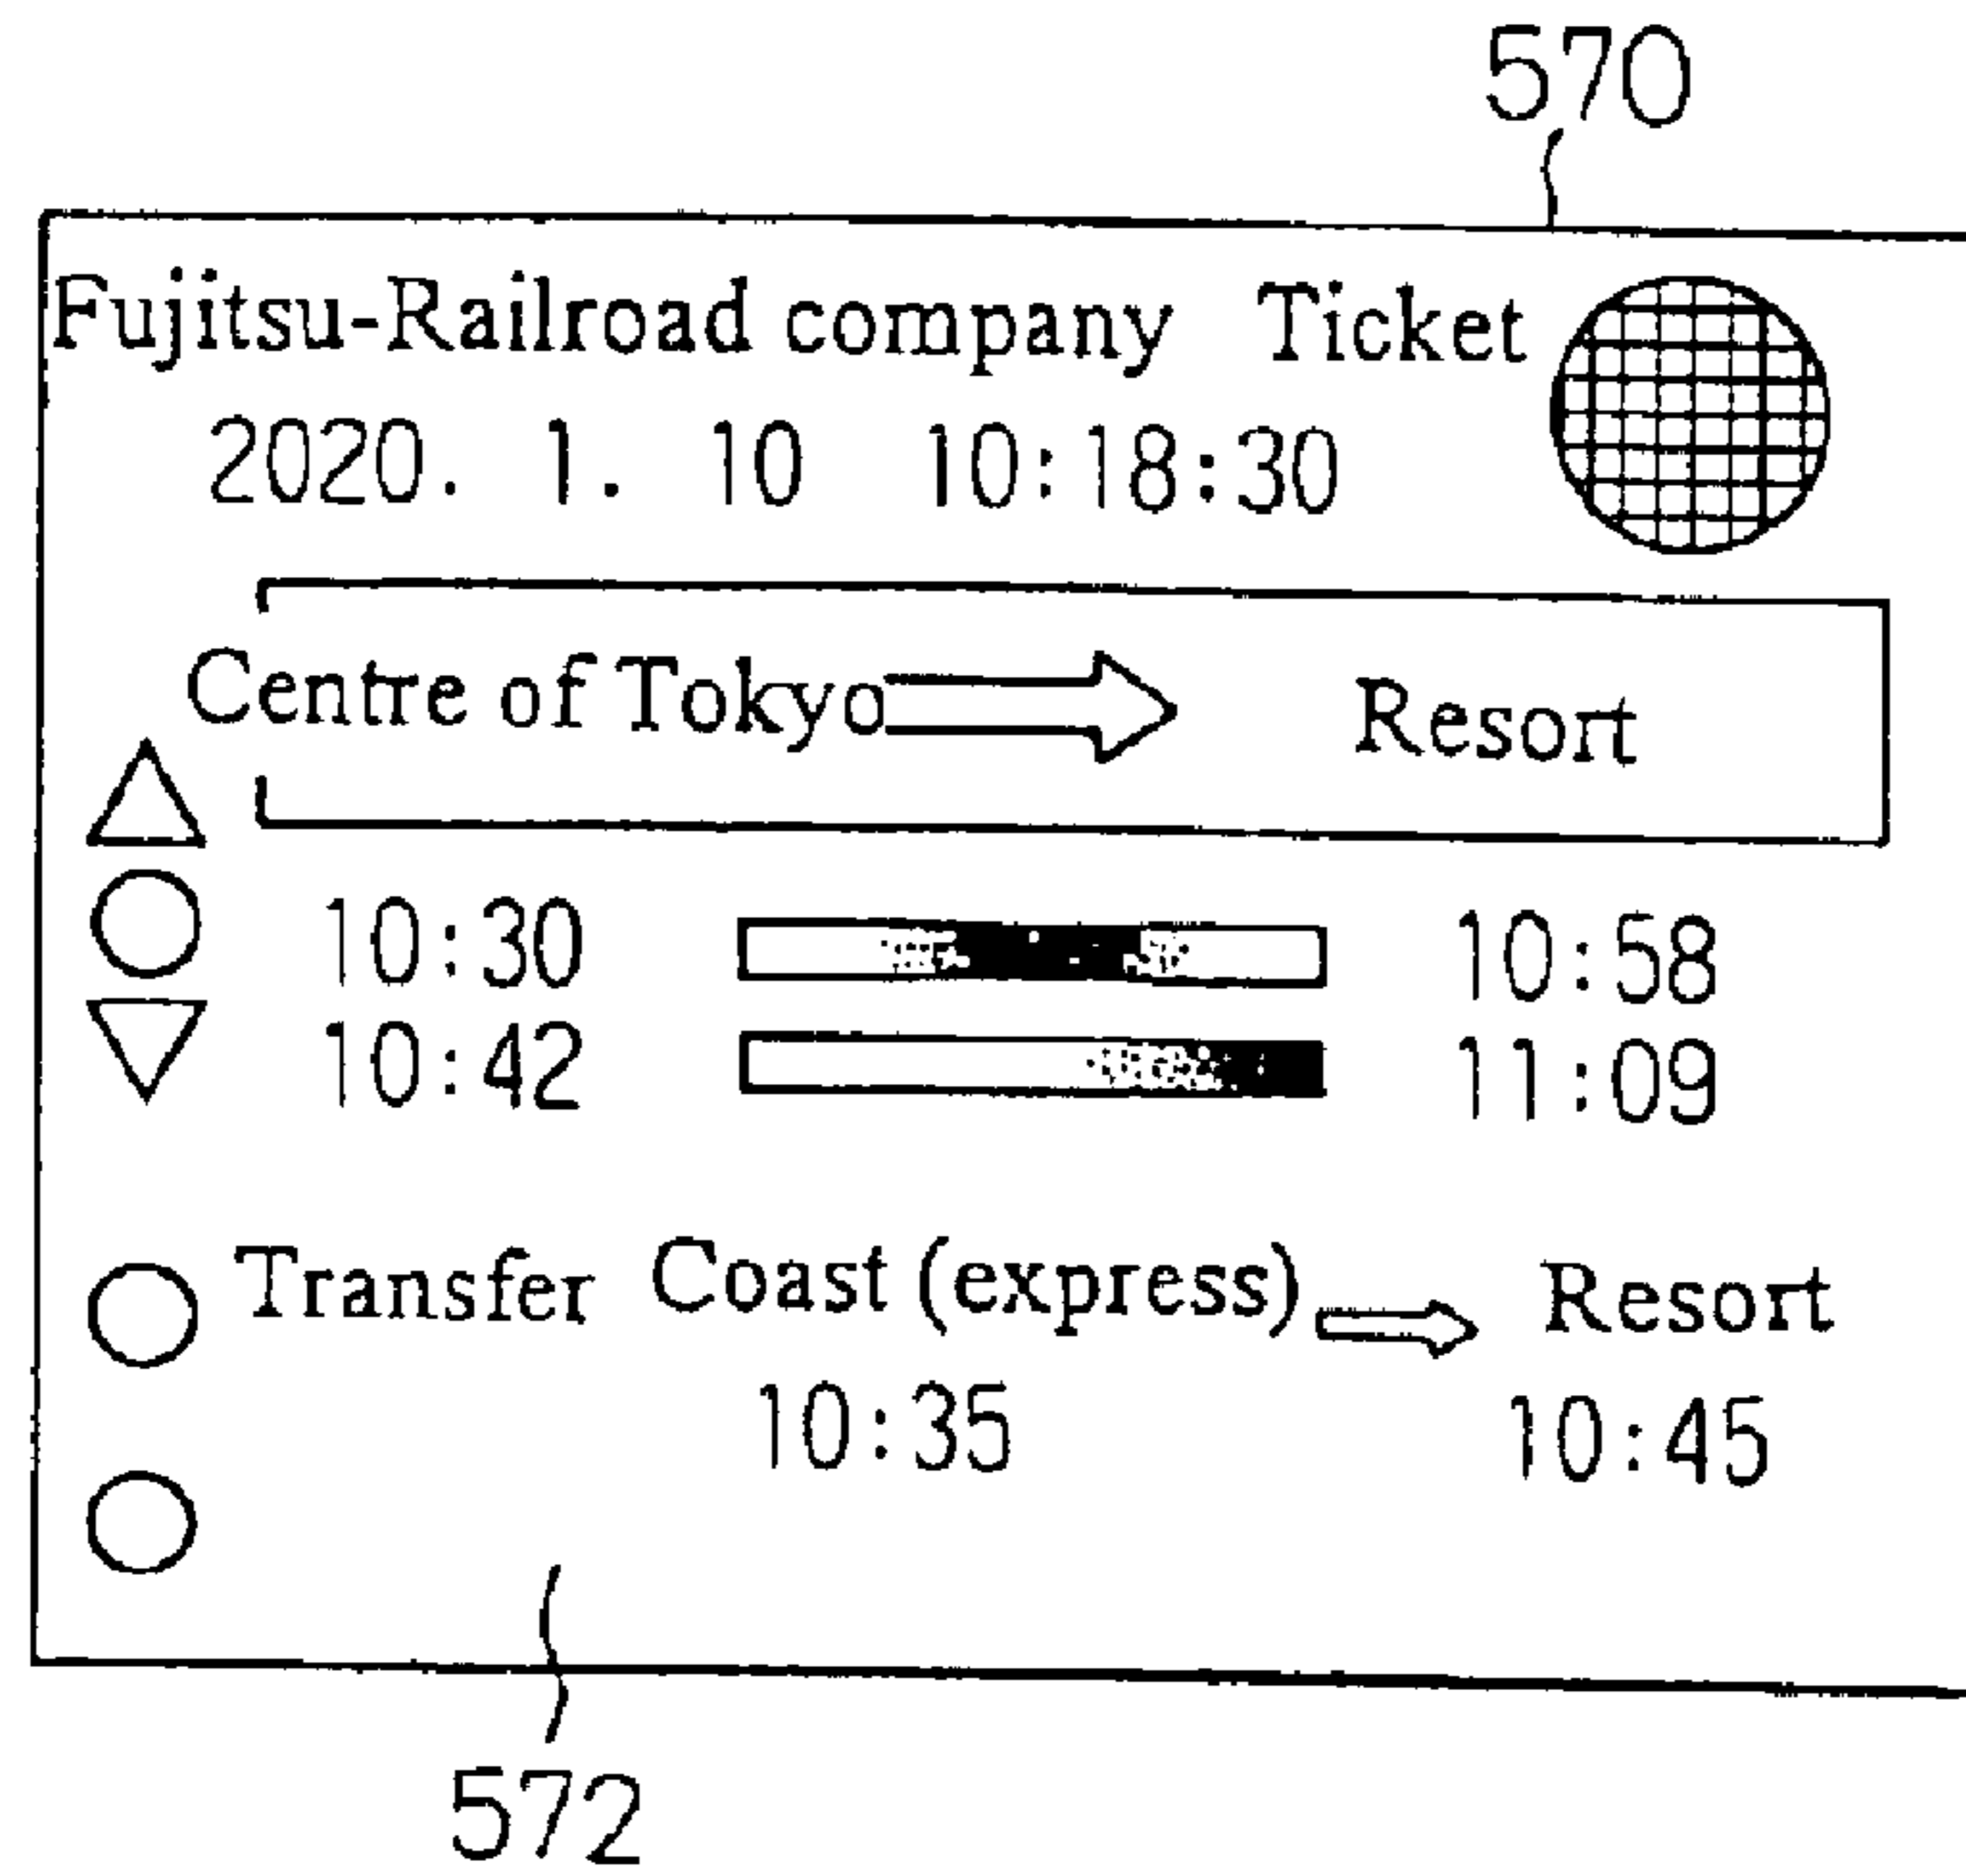 570
Fujitsu-Railroad company Ticket
2020. 1. 10 10:18:30
Centre of Tokyo Resort
10:30 10:58
10:42 11:09
Transfer Coast (express) Resort
10:35 10:45
572